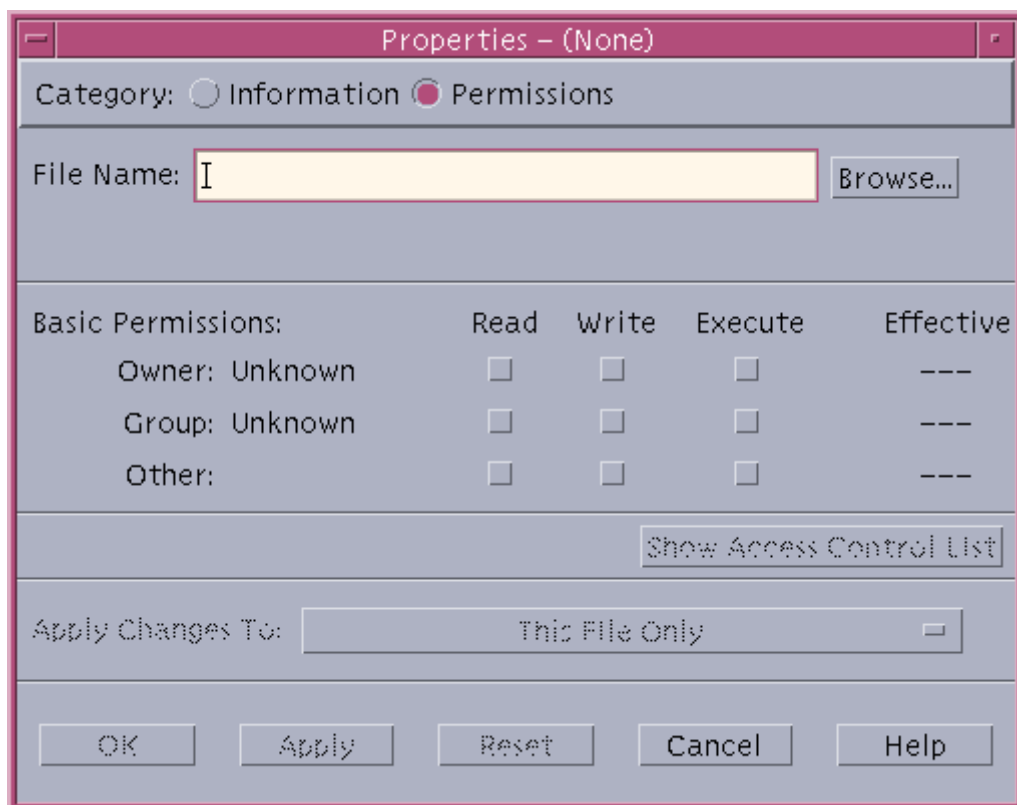 Properties – (None)
Category: Information Permissions
File Name: Browse...
Basic Permissions: Read Write Execute Effective
Owner: Unknown ---
Group: Unknown ---
Other: ---
Show Access Control List
Apply Changes To: This File Only
OK Apply Reset Cancel Help